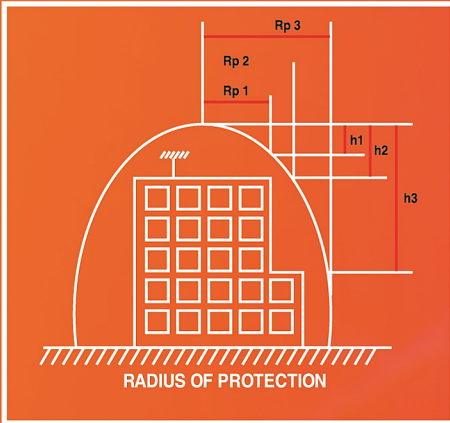 Rp 3
Rp 2
Rp 1
h1
h2
h3
RADIUS OF PROTECTION